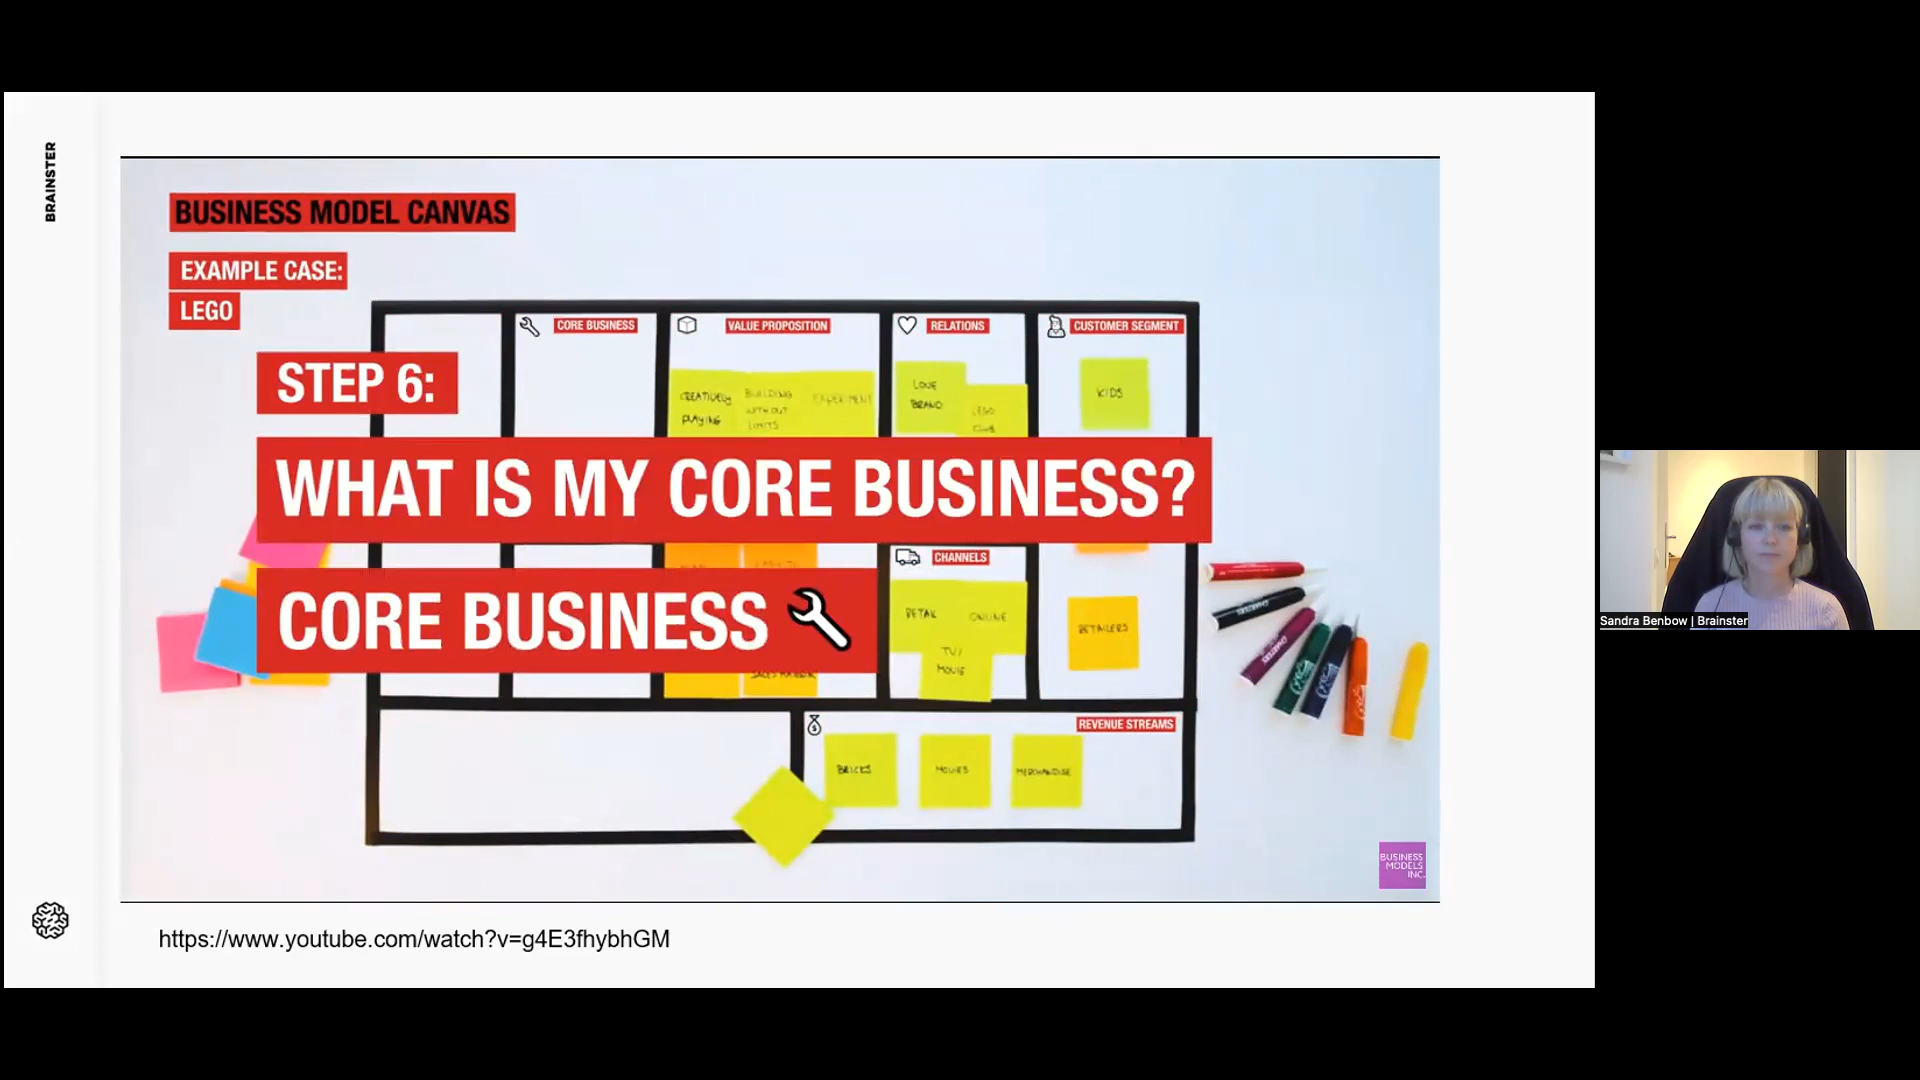 BRAINSTER
BUSINESS MODEL CANVAS
EXAMPLE CASE:
LEGO
STEP 6:
WHAT IS MY CORE BUSINESS?
CORE BUSINESS
CORE BUSINESS
VALUE PROPOSITION
RELATIONS
CUSTOMER SEGMENT
CREATIVELY
PLAYING
BUILDING
WITHOUT
LIMITS
EXPERIMENT
LOVE
BRAND
LEGO
CLUB
KIDS
CHANNELS
RETAIL
ONLINE
TV/
MOVIE
RETAILERS
SALES MATERIAL
REVENUE STREAMS
BRICKS
MOVIES
MERCHANDISE
BUSINESS
MODELS
INC.
https://www.youtube.com/watch?v=g4E3fhybhGM
Sandra Benbow | Brainster